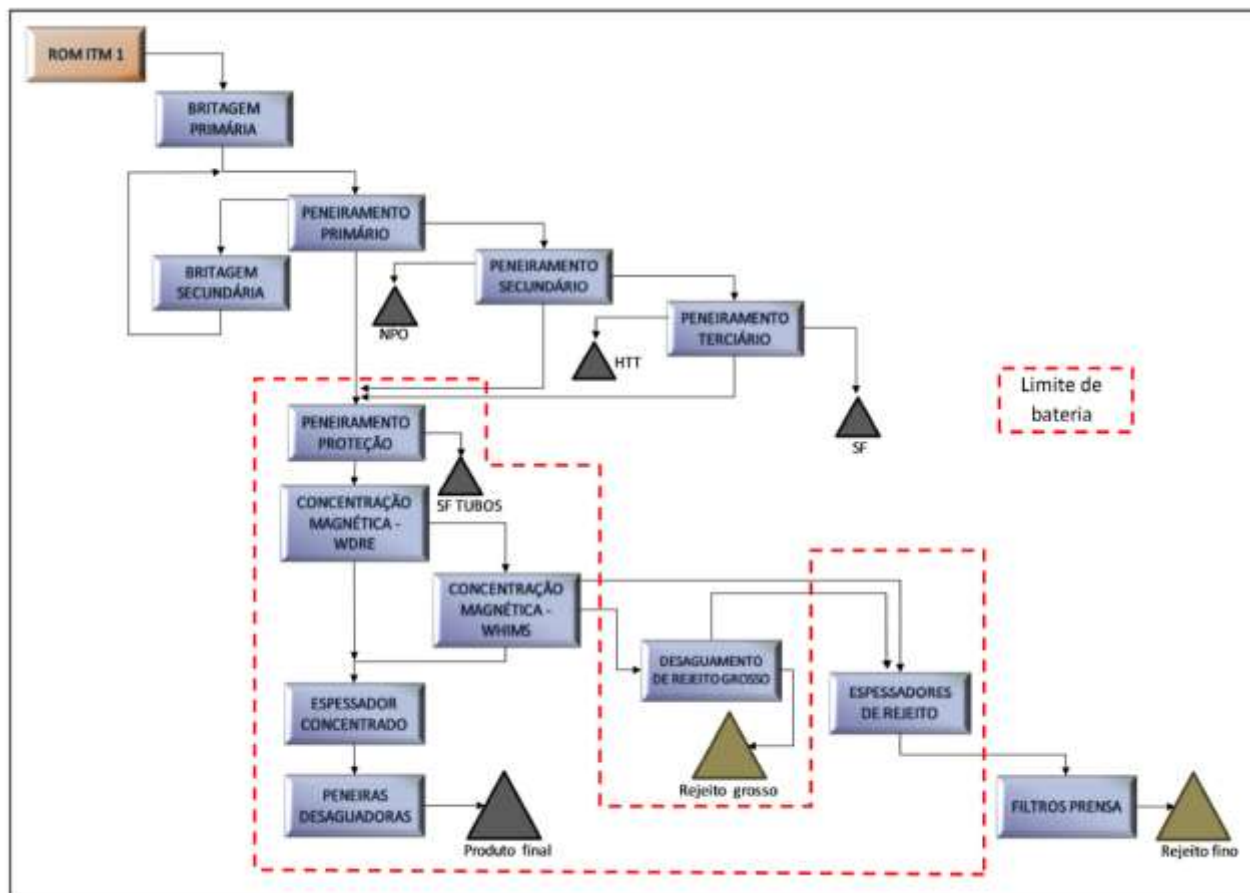 ROM ITM 1
BRITAGEM
PRIMÁRIA
PENEIRAMENTO
PRIMÁRIO
BRITAGEM
SECUNDÁRIA
PENEIRAMENTO
SECUNDÁRIO
NPO
PENEIRAMENTO
TERCIÁRIO
HTT
SF
Limite de
bateria
PENEIRAMENTO
PROTEÇÃO
SF TUBOS
CONCENTRAÇÃO
MAGNÉTICA -
WDRE
CONCENTRAÇÃO
MAGNÉTICA -
WHIMS
DESAGUAMENTO
DE REJEITO GROSSO
Rejeito grosso
ESPESSADORES
DE REJEITO
ESPESSADOR
CONCENTRADO
PENEIRAS
DESAGUADORAS
Produto final
FILTROS PRENSA
Rejeito fino